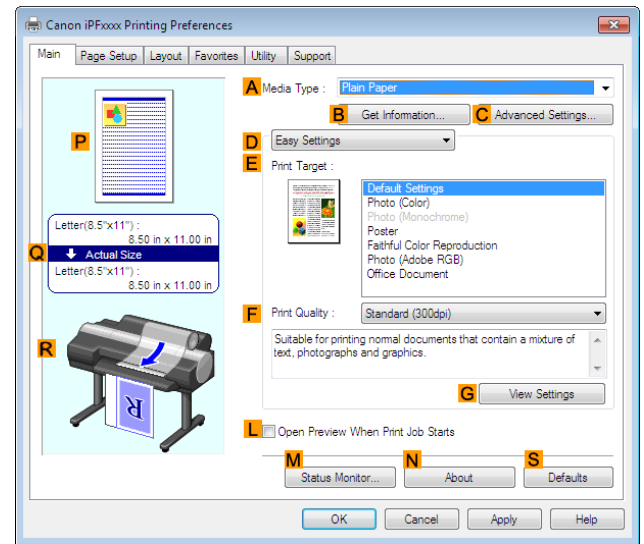 Canon iPFxxxx Printing Preferences
Main Page Setup Layout Favorites Utility Support
A Media Type : Plain Paper
B Get Information... C Advanced Settings...
D Easy Settings
E Print Target :
Default Settings
Photo (Color)
Photo (Monochrome)
Poster
Faithful Color Reproduction
Photo (Adobe RGB)
Office Document
P
Letter(8.5"x11") :
8.50 in x 11.00 in
Q Actual Size
Letter(8.5"x11") :
8.50 in x 11.00 in
F Print Quality : Standard (300dpi)
Suitable for printing normal documents that contain a mixture of
text, photographs and graphics.
R
R
G View Settings
L Open Preview When Print Job Starts
M Status Monitor... N About S Defaults
OK Cancel Apply Help